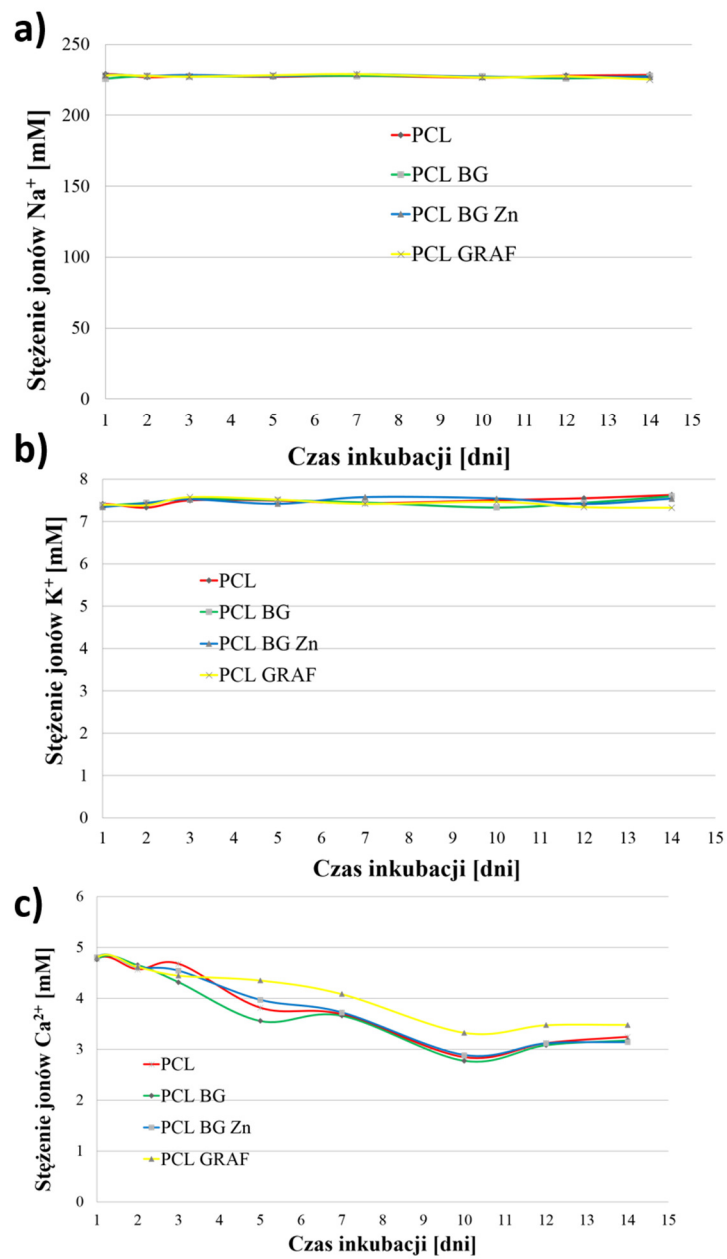 a)
Stężenie jonów Na+ [mM]
250
200
150
100
50
0
PCL
PCL BG
PCL BG Zn
PCL GRAF
1 2 3 4 5 6 7 8 9 10 11 12 13 14 15
Czas inkubacji [dni]
b)
Stężenie jonów K+ [mM]
8
7
6
5
4
3
2
1
0
PCL
PCL BG
PCL BG Zn
PCL GRAF
1 2 3 4 5 6 7 8 9 10 11 12 13 14 15
Czas inkubacji [dni]
c)
Stężenie jonów Ca2+ [mM]
6
5
4
3
2
1
0
PCL
PCL BG
PCL BG Zn
PCL GRAF
1 2 3 4 5 6 7 8 9 10 11 12 13 14 15
Czas inkubacji [dni]